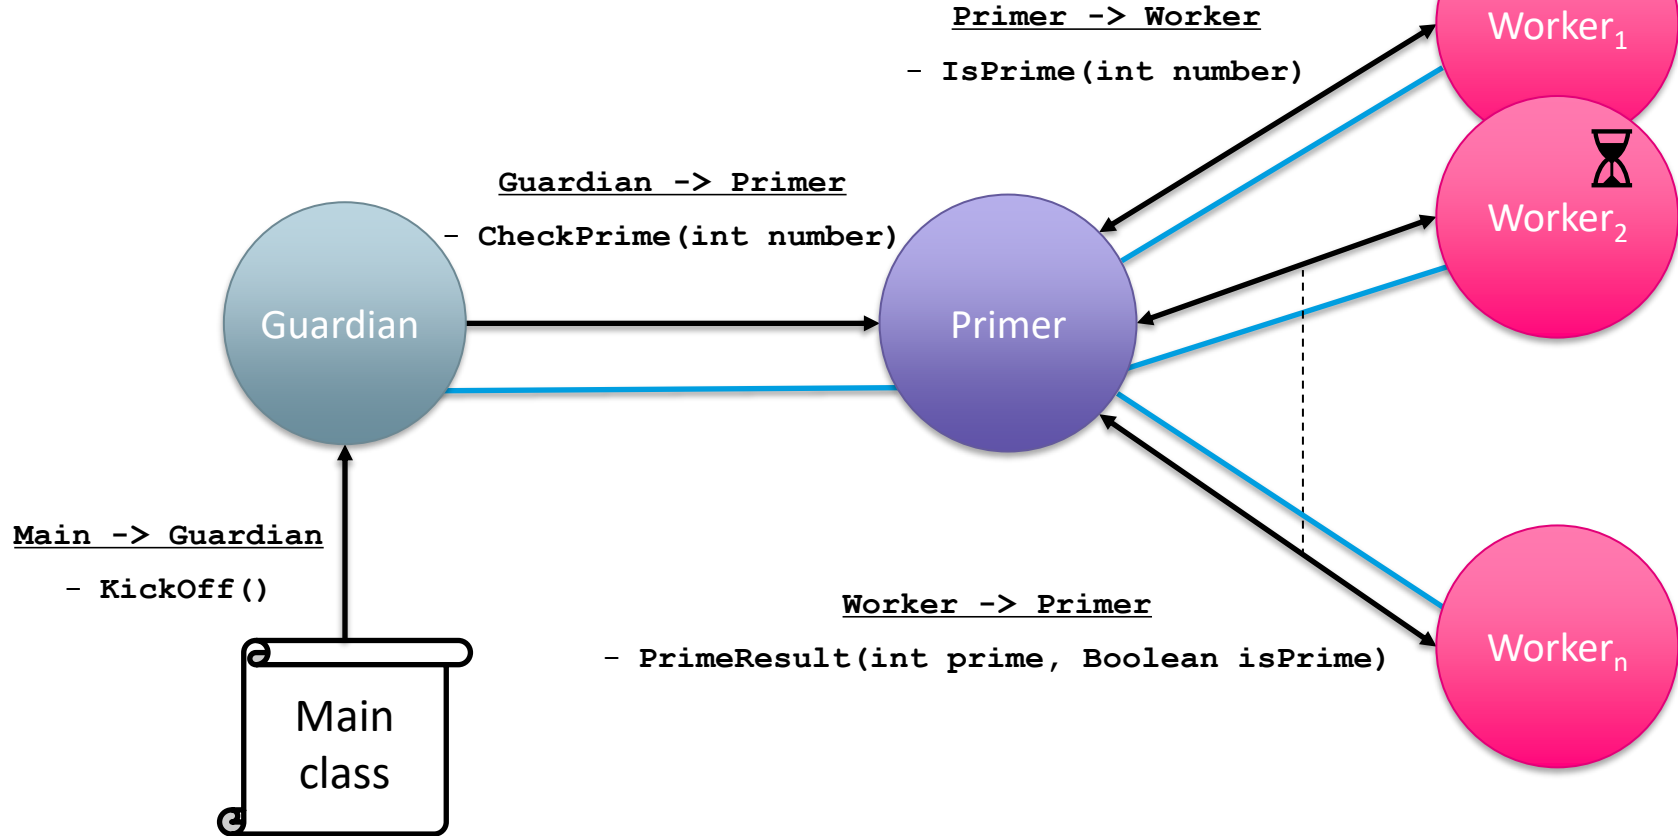 Primer -> Worker
- IsPrime(int number)
Worker₁
Guardian -> Primer
- CheckPrime(int number)
Worker₂
Guardian
Primer
Main -> Guardian
- KickOff()
Worker -> Primer
- PrimeResult(int prime, Boolean isPrime)
Workerₙ
Main
class